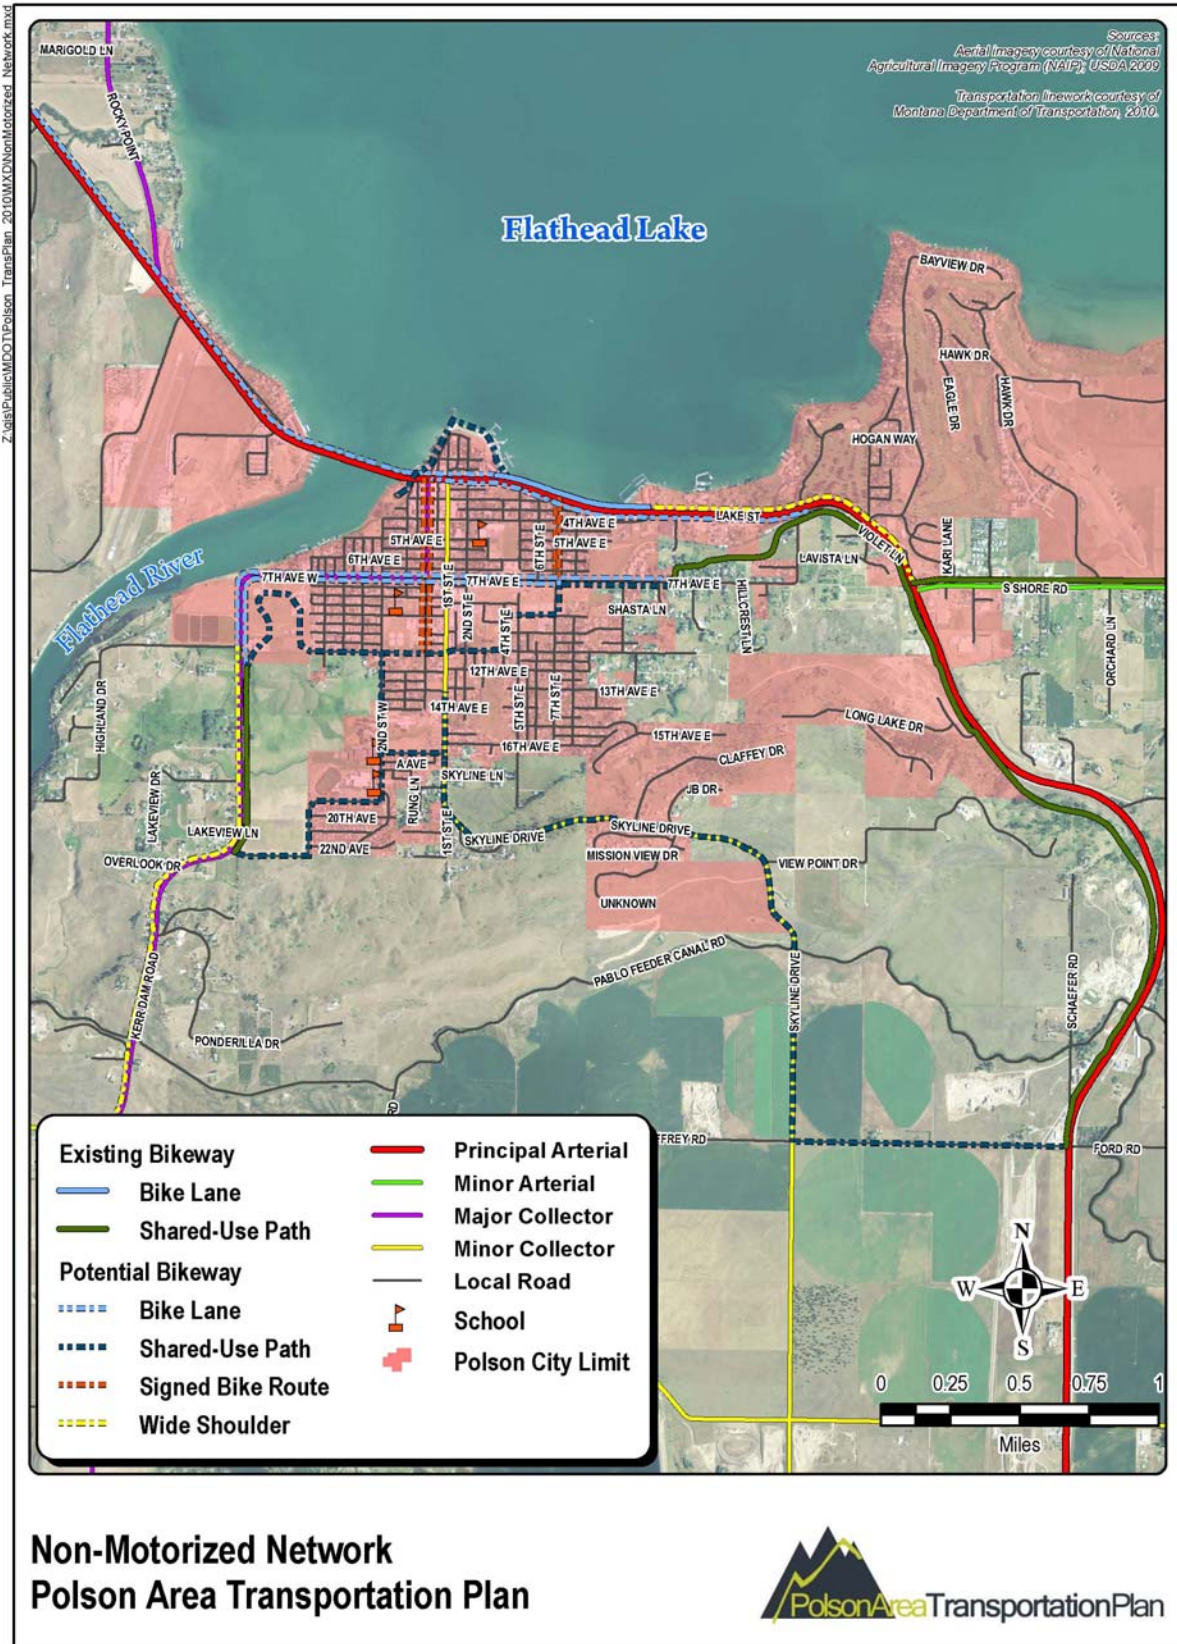 Z:\gis\Public\MDOT\Polson_TransPlan_2010\MXD\NonMotorized_Network.mxd
Sources:
Aerial imagery courtesy of National
Agricultural Imagery Program (NAIP); USDA 2009
Transportation linework courtesy of
Montana Department of Transportation, 2010.
MARIGOLD LN
ROCKY POINT
Flathead Lake
BAYVIEW DR
HAWK DR
EAGLE DR
HAWK DR
HOGAN WAY
LAKE ST
4TH AVE E
5TH AVE E
5TH AVE E
6TH ST E
6TH AVE E
VIOLET LN
KARI LANE
LAVISTA LN
Flathead River
7TH AVE W
7TH AVE E
7TH AVE E
1ST ST E
2ND ST E
4TH ST E
SHASTA LN
HILLCREST LN
S SHORE RD
ORCHARD LN
12TH AVE E
13TH AVE E
5TH ST E
7TH ST E
14TH AVE E
HIGHLAND DR
2ND ST W
LONG LAKE DR
15TH AVE E
16TH AVE E
CLAFFEY DR
A AVE
SKYLINE LN
JB DR
RUNG LN
LAKEVIEW DR
LAKEVIEW LN
20TH AVE
22ND AVE
1ST ST E
SKYLINE DRIVE
SKYLINE DRIVE
OVERLOOK DR
MISSION VIEW DR
VIEW POINT DR
UNKNOWN
PABLO FEEDER CANAL RD
SKYLINE DRIVE
SCHAEFER RD
KERR DAM ROAD
PONDERILLA DR
RD
FFREY RD
FORD RD
Existing Bikeway
Bike Lane
Shared-Use Path
Potential Bikeway
Bike Lane
Shared-Use Path
Signed Bike Route
Wide Shoulder
Principal Arterial
Minor Arterial
Major Collector
Minor Collector
Local Road
School
Polson City Limit
N
W E
S
0 0.25 0.5 0.75 1
Miles
Non-Motorized Network
Polson Area Transportation Plan
PolsonAreaTransportationPlan